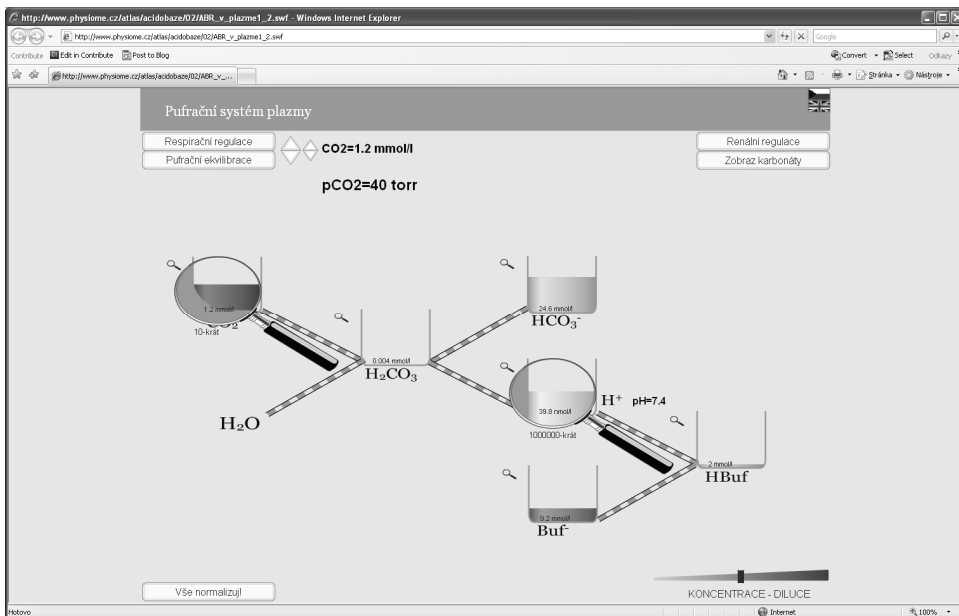 http://www.physiome.cz/atlas/acidobaze/02/ABR_v_plazme1_2.swf - Windows Internet Explorer
http://www.physiome.cz/atlas/acidobaze/02/ABR_v_plazme1_2.swf
Google
Contribute Edit in Contribute Post to Blog
Convert Select Odkazy
http://www.physiome.cz/atlas/acidobaze/02/ABR_v_...
Stránka Nástroje
Pufrační systém plazmy
Respirační regulace
Pufrační ekvilibrace
CO2=1.2 mmol/l
pCO2=40 torr
Renální regulace
Zobraz karbonáty
1.2 mmol/l
CO₂
10-krát
24.6 mmol/l
HCO₃⁻
0.004 mmol/l
H₂CO₃
H₂O
39.8 nmol/l
H⁺ pH=7.4
1000000-krát
2 mmol/l
HBuf
9.2 mmol/l
Buf⁻
Vše normalizuj!
KONCENTRACE - DILUCE
Hotovo
Internet
100%